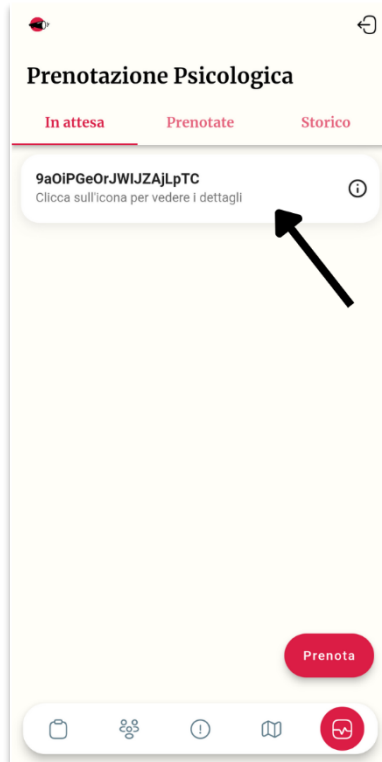 Prenotazione Psicologica
In attesa Prenotate Storico
9aOiPGeOrJWIJZAjLpTC
Clicca sull'icona per vedere i dettagli
Prenota